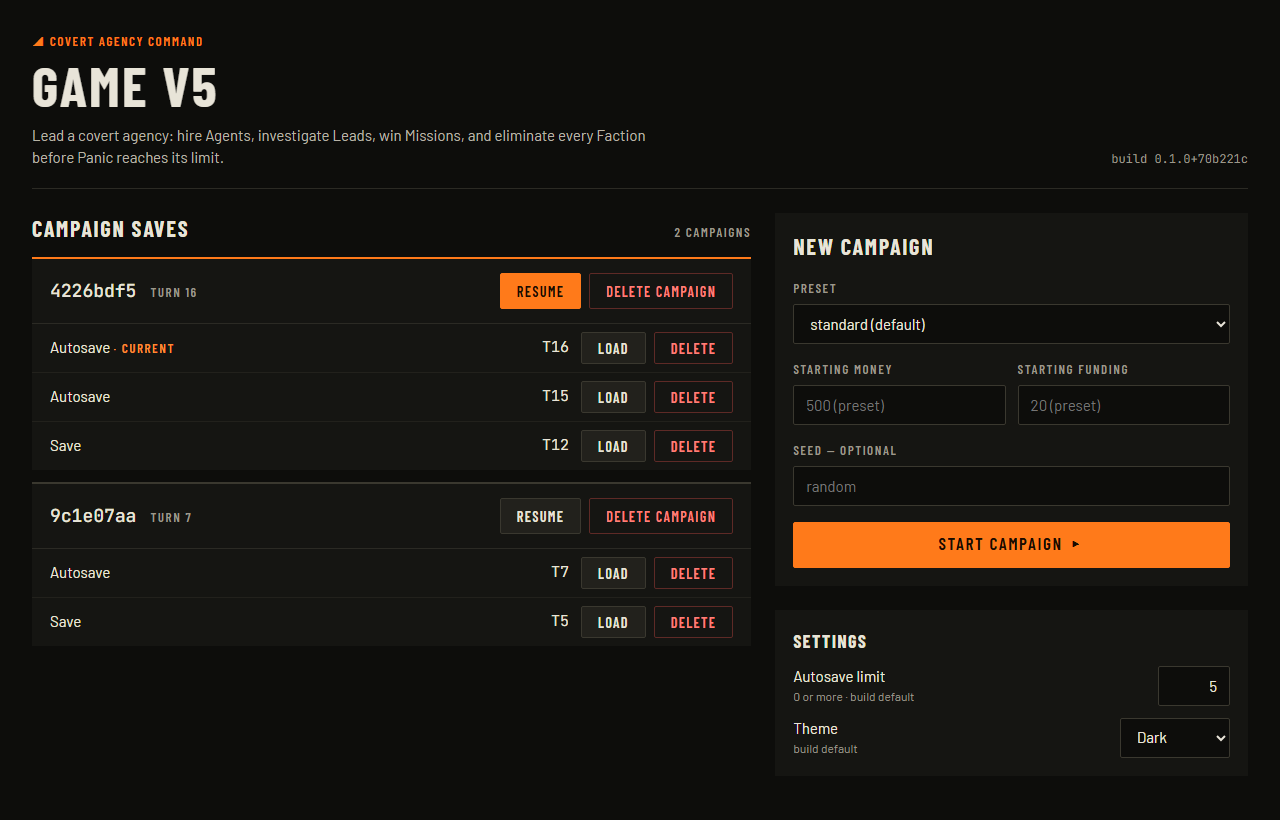 COVERT AGENCY COMMAND
GAME V5
Lead a covert agency: hire Agents, investigate Leads, win Missions, and eliminate every Faction
before Panic reaches its limit.
build 0.1.0+70b221c
CAMPAIGN SAVES
2 CAMPAIGNS
4226bdf5 TURN 16 RESUME DELETE CAMPAIGN
Autosave · CURRENT T16 LOAD DELETE
Autosave T15 LOAD DELETE
Save T12 LOAD DELETE
9c1e07aa TURN 7 RESUME DELETE CAMPAIGN
Autosave T7 LOAD DELETE
Save T5 LOAD DELETE
NEW CAMPAIGN
PRESET
standard (default)
STARTING MONEY STARTING FUNDING
500 (preset) 20 (preset)
SEED — OPTIONAL
random
START CAMPAIGN ►
SETTINGS
Autosave limit 5
0 or more · build default
Theme Dark
build default